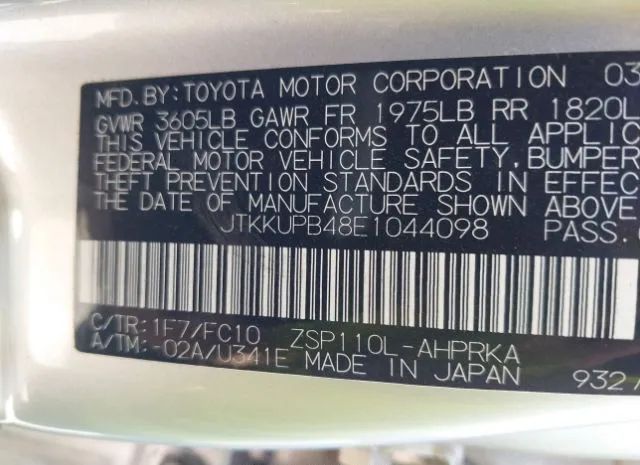 MFD. BY: TOYOTA MOTOR CORPORATION 03
GVWR 3605LB GAWR FR 1975LB RR 1820L
THIS VEHICLE CONFORMS TO ALL APPLIC
FEDERAL MOTOR VEHICLE SAFETY, BUMPER
THEFT PREVENTION STANDARDS IN EFFEC
DATE OF MANUFACTURE SHOWN ABOVE
JTKKUPB48E1044098 PASS.
C/TR: 1F7/FC10 ZSP110L-AHPRKA
A/TM: -02A/U341E MADE IN JAPAN 932